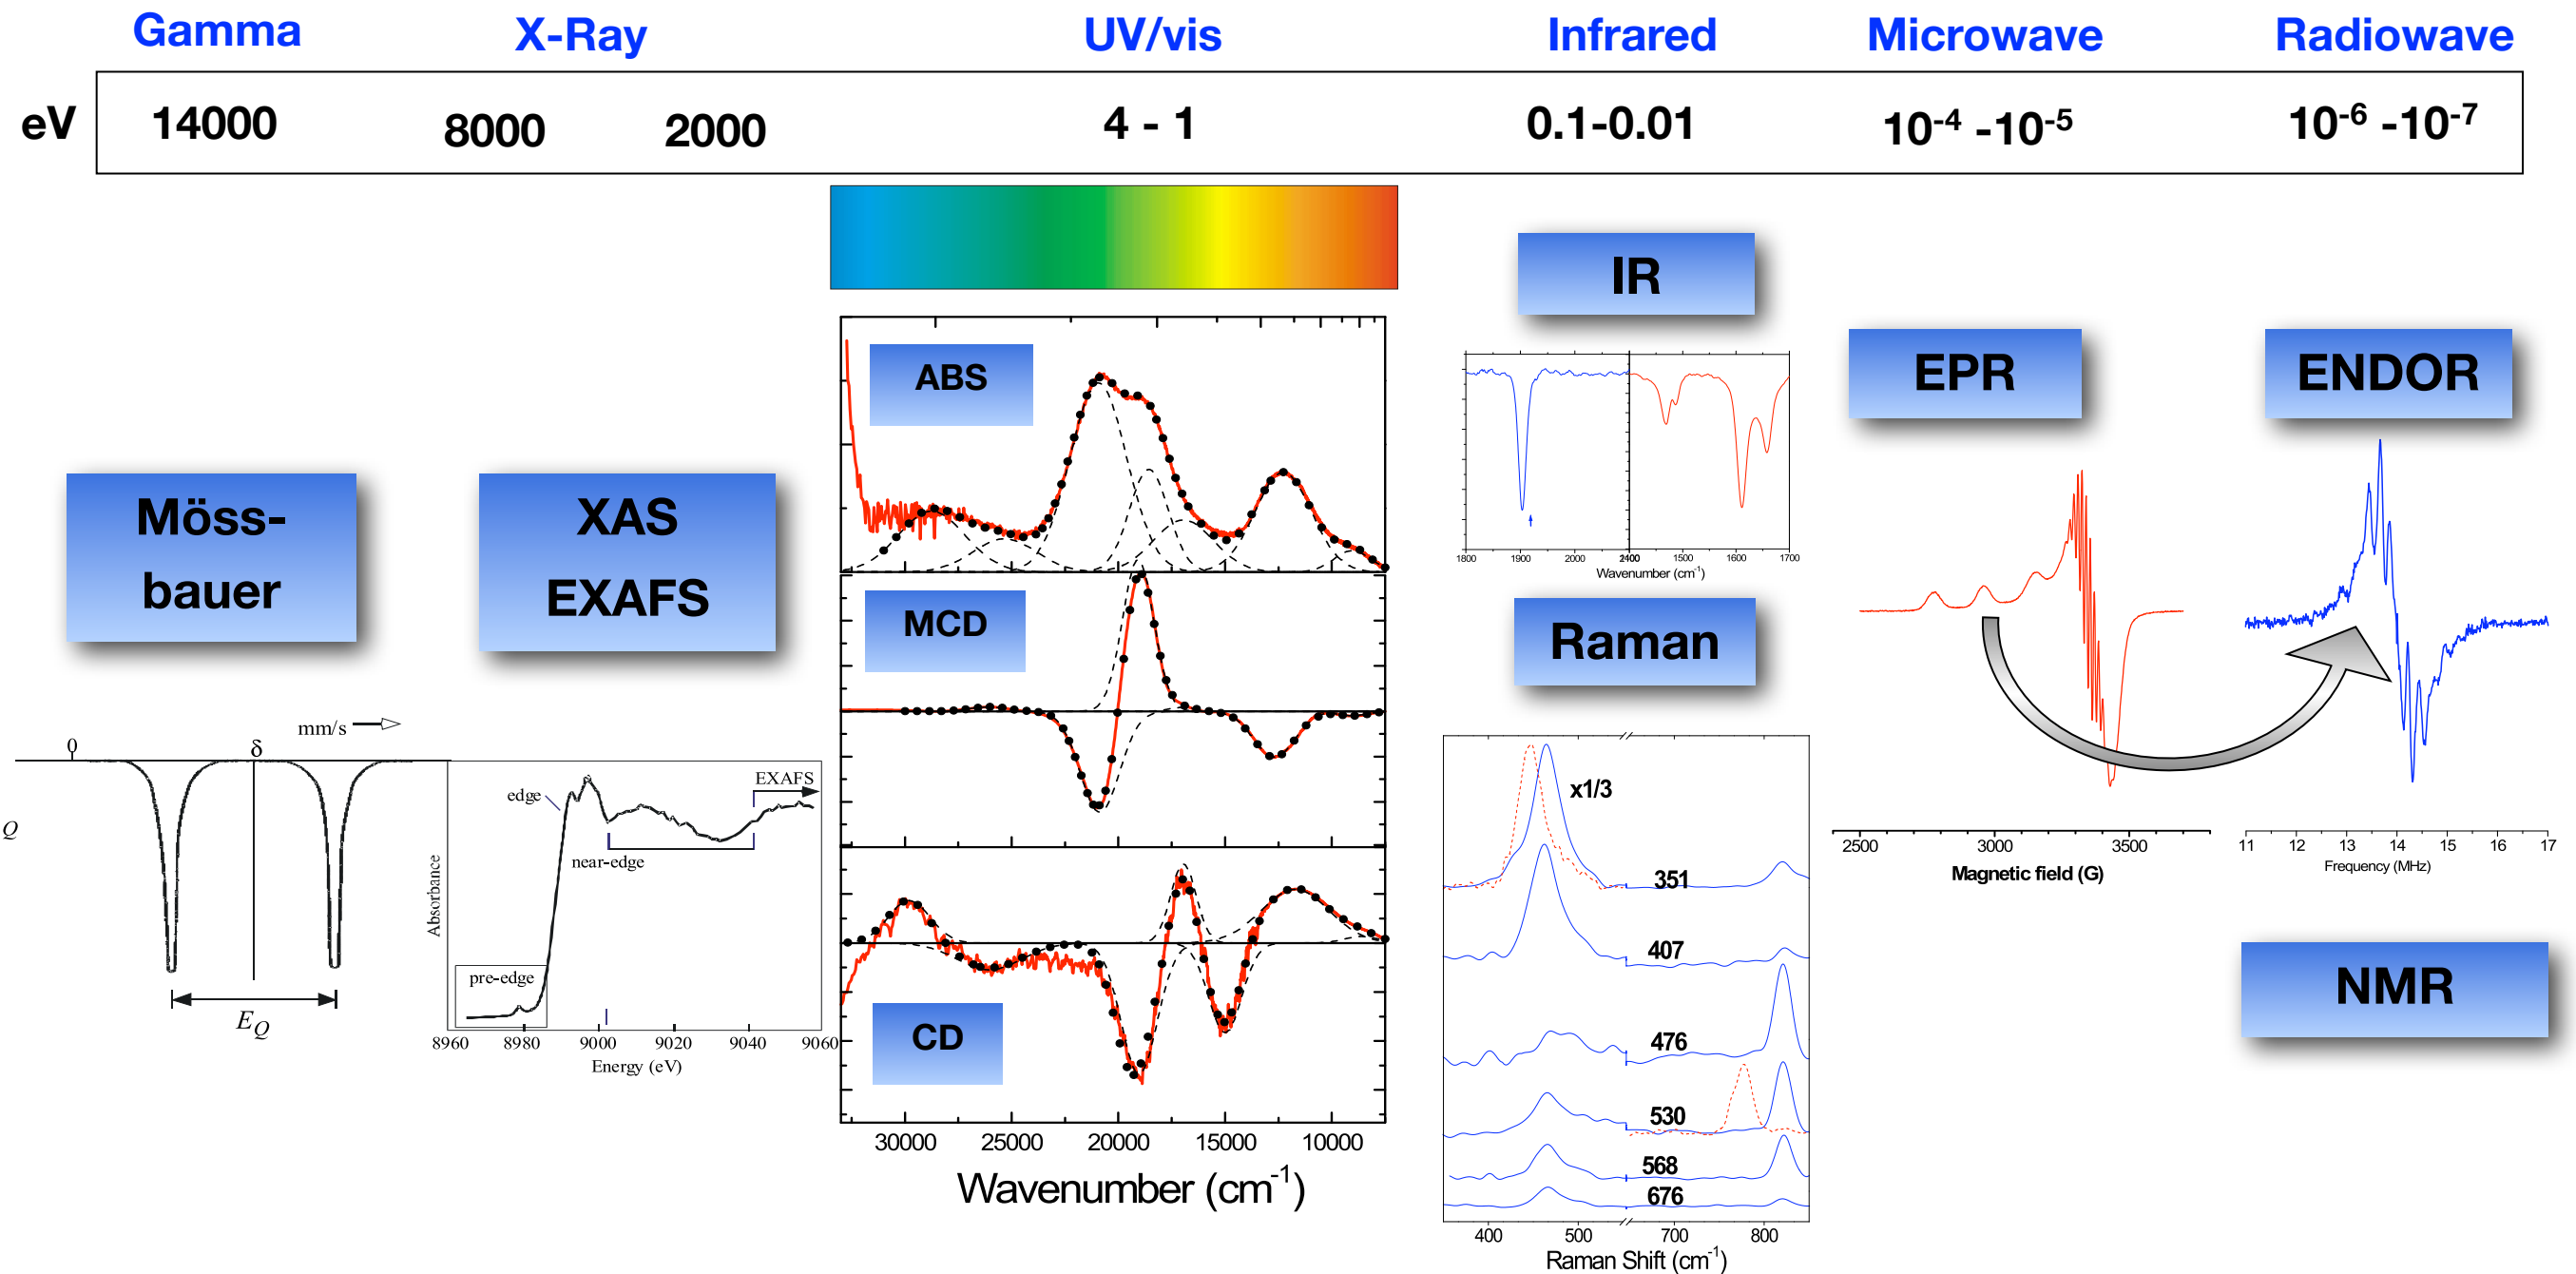 Gamma X-Ray UV/vis Infrared Microwave Radiowave
eV 14000 8000 2000 4 - 1 0.1-0.01 10⁻⁴ -10⁻⁵ 10⁻⁶ -10⁻⁷
Möss-
bauer
mm/s
0 δ
Q
E_Q
XAS
EXAFS
EXAFS
edge
near-edge
Absorbance
pre-edge
8960 8980 9000 9020 9040 9060
Energy (eV)
ABS
MCD
CD
30000 25000 20000 15000 10000
Wavenumber (cm⁻¹)
IR
1800 1900 2000 2400 1500 1600 1700
Wavenumber (cm⁻¹)
Raman
x1/3
351
407
476
530
568
676
400 500 700 800
Raman Shift (cm⁻¹)
EPR
2500 3000 3500
Magnetic field (G)
ENDOR
11 12 13 14 15 16 17
Frequency (MHz)
NMR